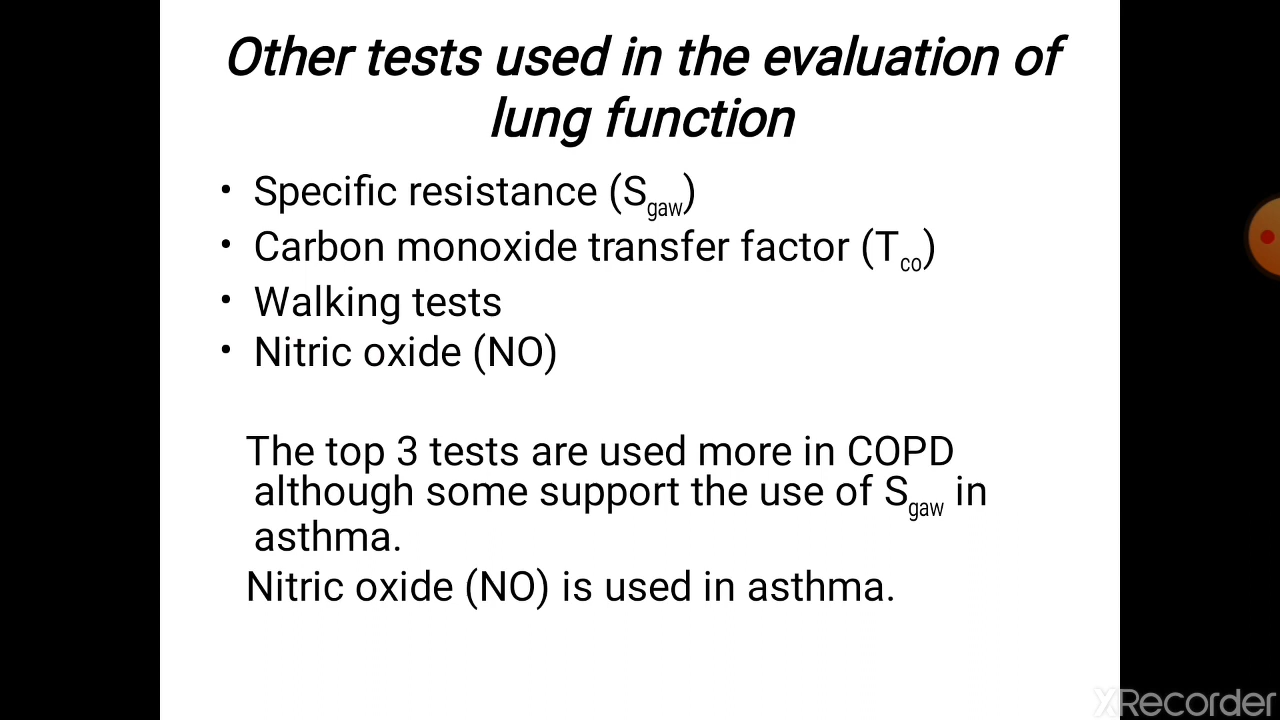 Other tests used in the evaluation of
lung function
• Specific resistance (Sgaw)
• Carbon monoxide transfer factor (Tco)
• Walking tests
• Nitric oxide (NO)
The top 3 tests are used more in COPD
although some support the use of Sgaw in
asthma.
Nitric oxide (NO) is used in asthma.
XRecorder